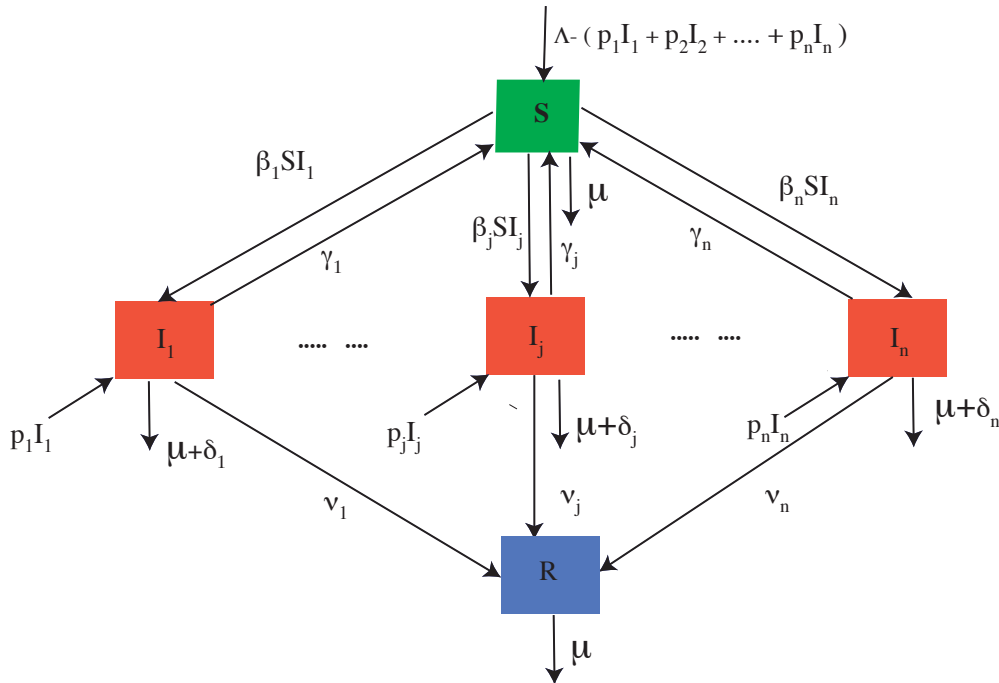 Λ- ( p₁I₁ + p₂I₂ + .... + pₙIₙ )
S
β₁SI₁
βₙSIₙ
μ
βⱼSIⱼ
γ₁
γⱼ
γₙ
I₁
..... ....
Iⱼ
..... ....
Iₙ
p₁I₁
μ+δ₁
pⱼIⱼ
μ+δⱼ
pₙIₙ
μ+δₙ
ν₁
νⱼ
νₙ
R
μ